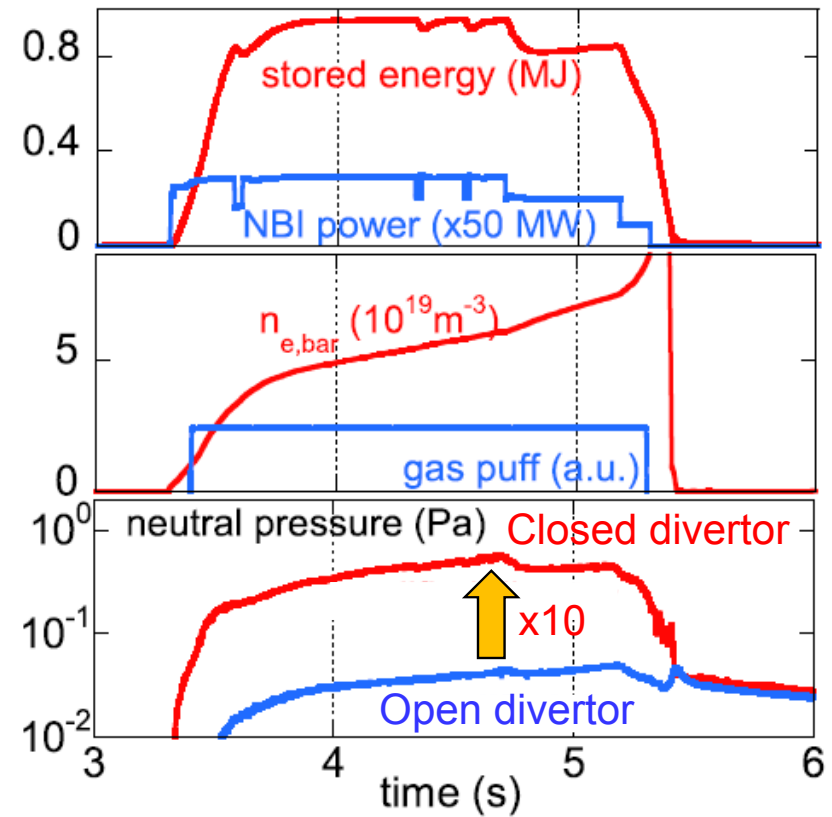 0.8
stored energy (MJ)
0.4
NBI power (x50 MW)
0
n_e,bar (10^19 m^-3)
5
gas puff (a.u.)
0
10^0
neutral pressure (Pa) Closed divertor
10^-1
x10
Open divertor
10^-2
3 4 5 6
time (s)